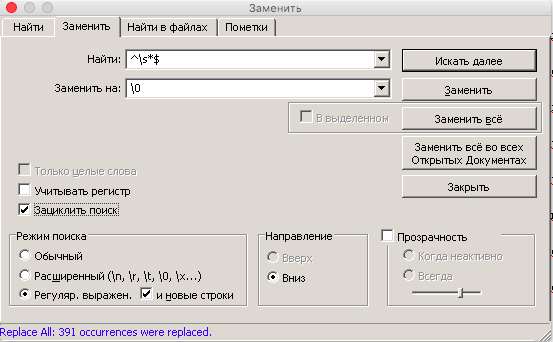 Заменить
Найти
Заменить
Найти в файлах
Пометки
Найти: ^\s*$
Искать далее
Заменить на: \0
Заменить
В выделенном
Заменить всё
Заменить всё во всех
Открытых Документах
Только целые слова
Закрыть
Учитывать регистр
Зациклить поиск
Режим поиска
Обычный
Расширенный (\n, \r, \t, \0, \x...)
Регуляр. выражен.
и новые строки
Направление
Вверх
Вниз
Прозрачность
Когда неактивно
Всегда
Replace All: 391 occurrences were replaced.